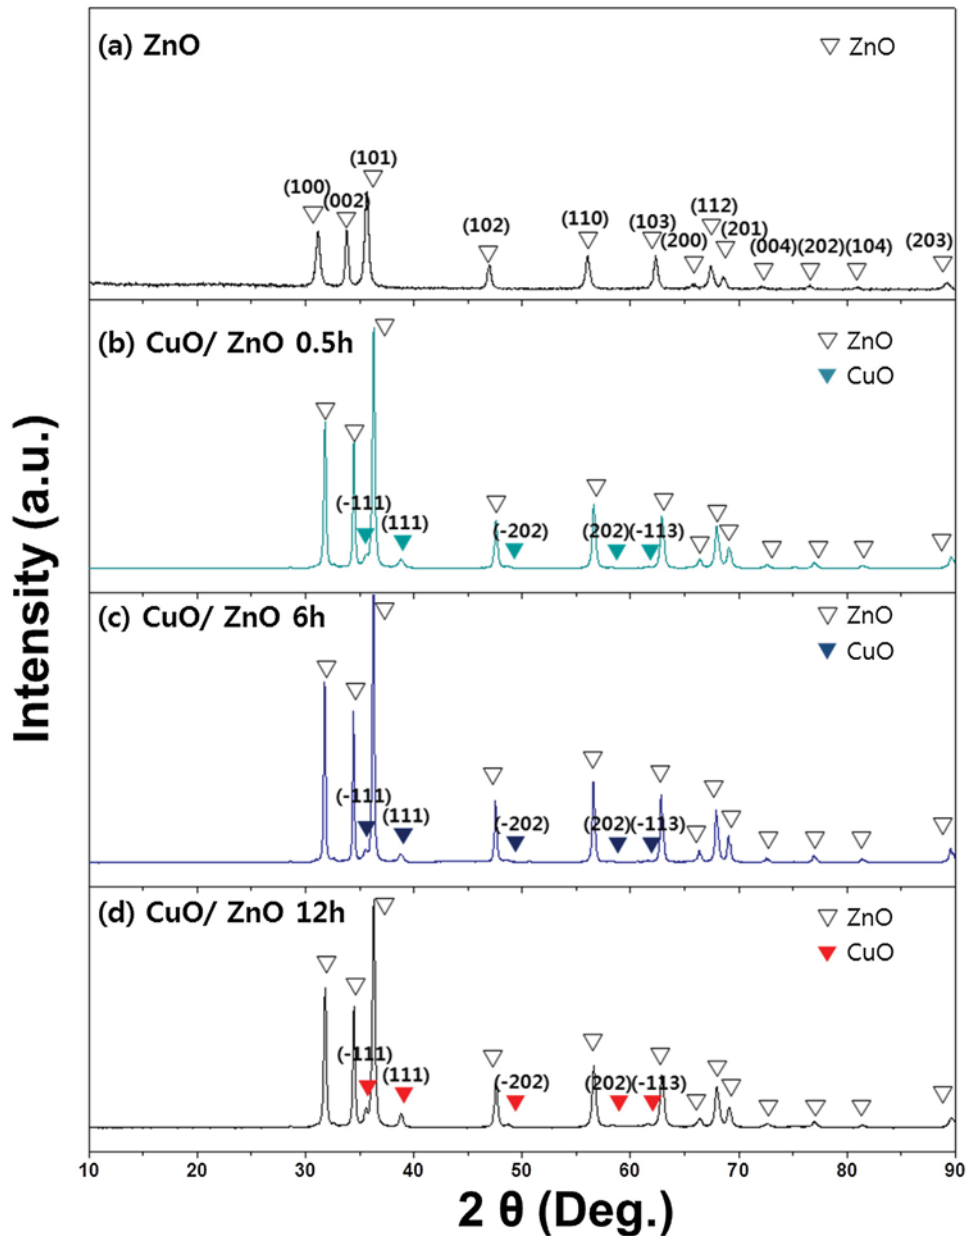 (a) ZnO
▽ ZnO
(100) (002) (101) (102) (110) (103) (200) (112) (201) (004) (202) (104) (203)
(b) CuO/ ZnO 0.5h
▽ ZnO
▼ CuO
(-111) (111) (-202) (202) (-113)
(c) CuO/ ZnO 6h
▽ ZnO
▼ CuO
(-111) (111) (-202) (202) (-113)
(d) CuO/ ZnO 12h
▽ ZnO
▼ CuO
(-111) (111) (-202) (202) (-113)
10 20 30 40 50 60 70 80 90
2 θ (Deg.)
Intensity (a.u.)